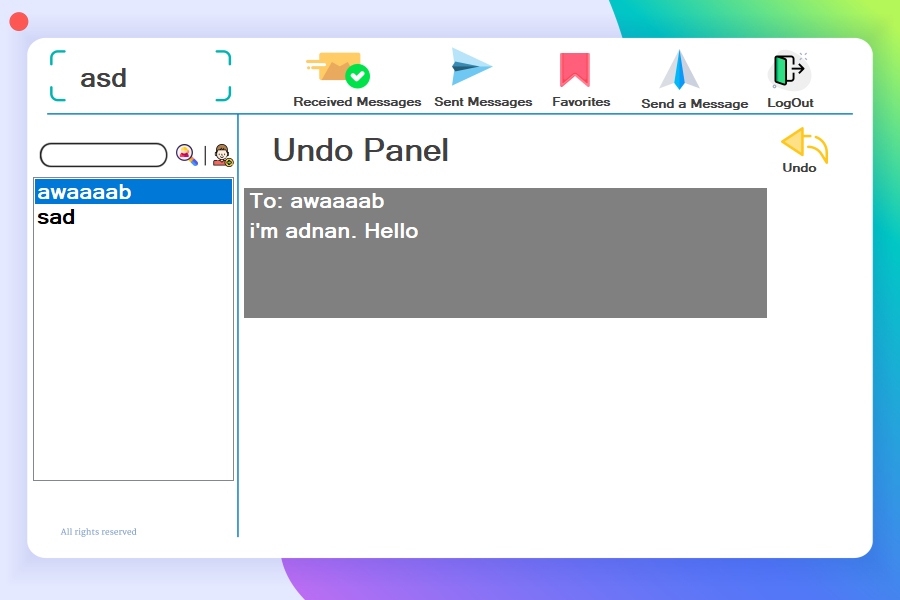 asd
Received Messages
Sent Messages
Favorites
Send a Message
LogOut
Undo Panel
Undo
awaaaab
sad
To: awaaaab
i'm adnan. Hello
All rights reserved